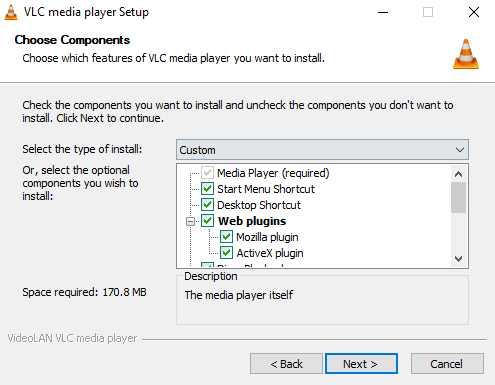 VLC media player Setup
Choose Components
Choose which features of VLC media player you want to install.
Check the components you want to install and uncheck the components you don't want to
install. Click Next to continue.
Select the type of install:
Custom
Or, select the optional
components you wish to
install:
Media Player (required)
Start Menu Shortcut
Desktop Shortcut
Web plugins
Mozilla plugin
ActiveX plugin
Space required: 170.8 MB
Description
The media player itself
VideoLAN VLC media player
< Back
Next >
Cancel